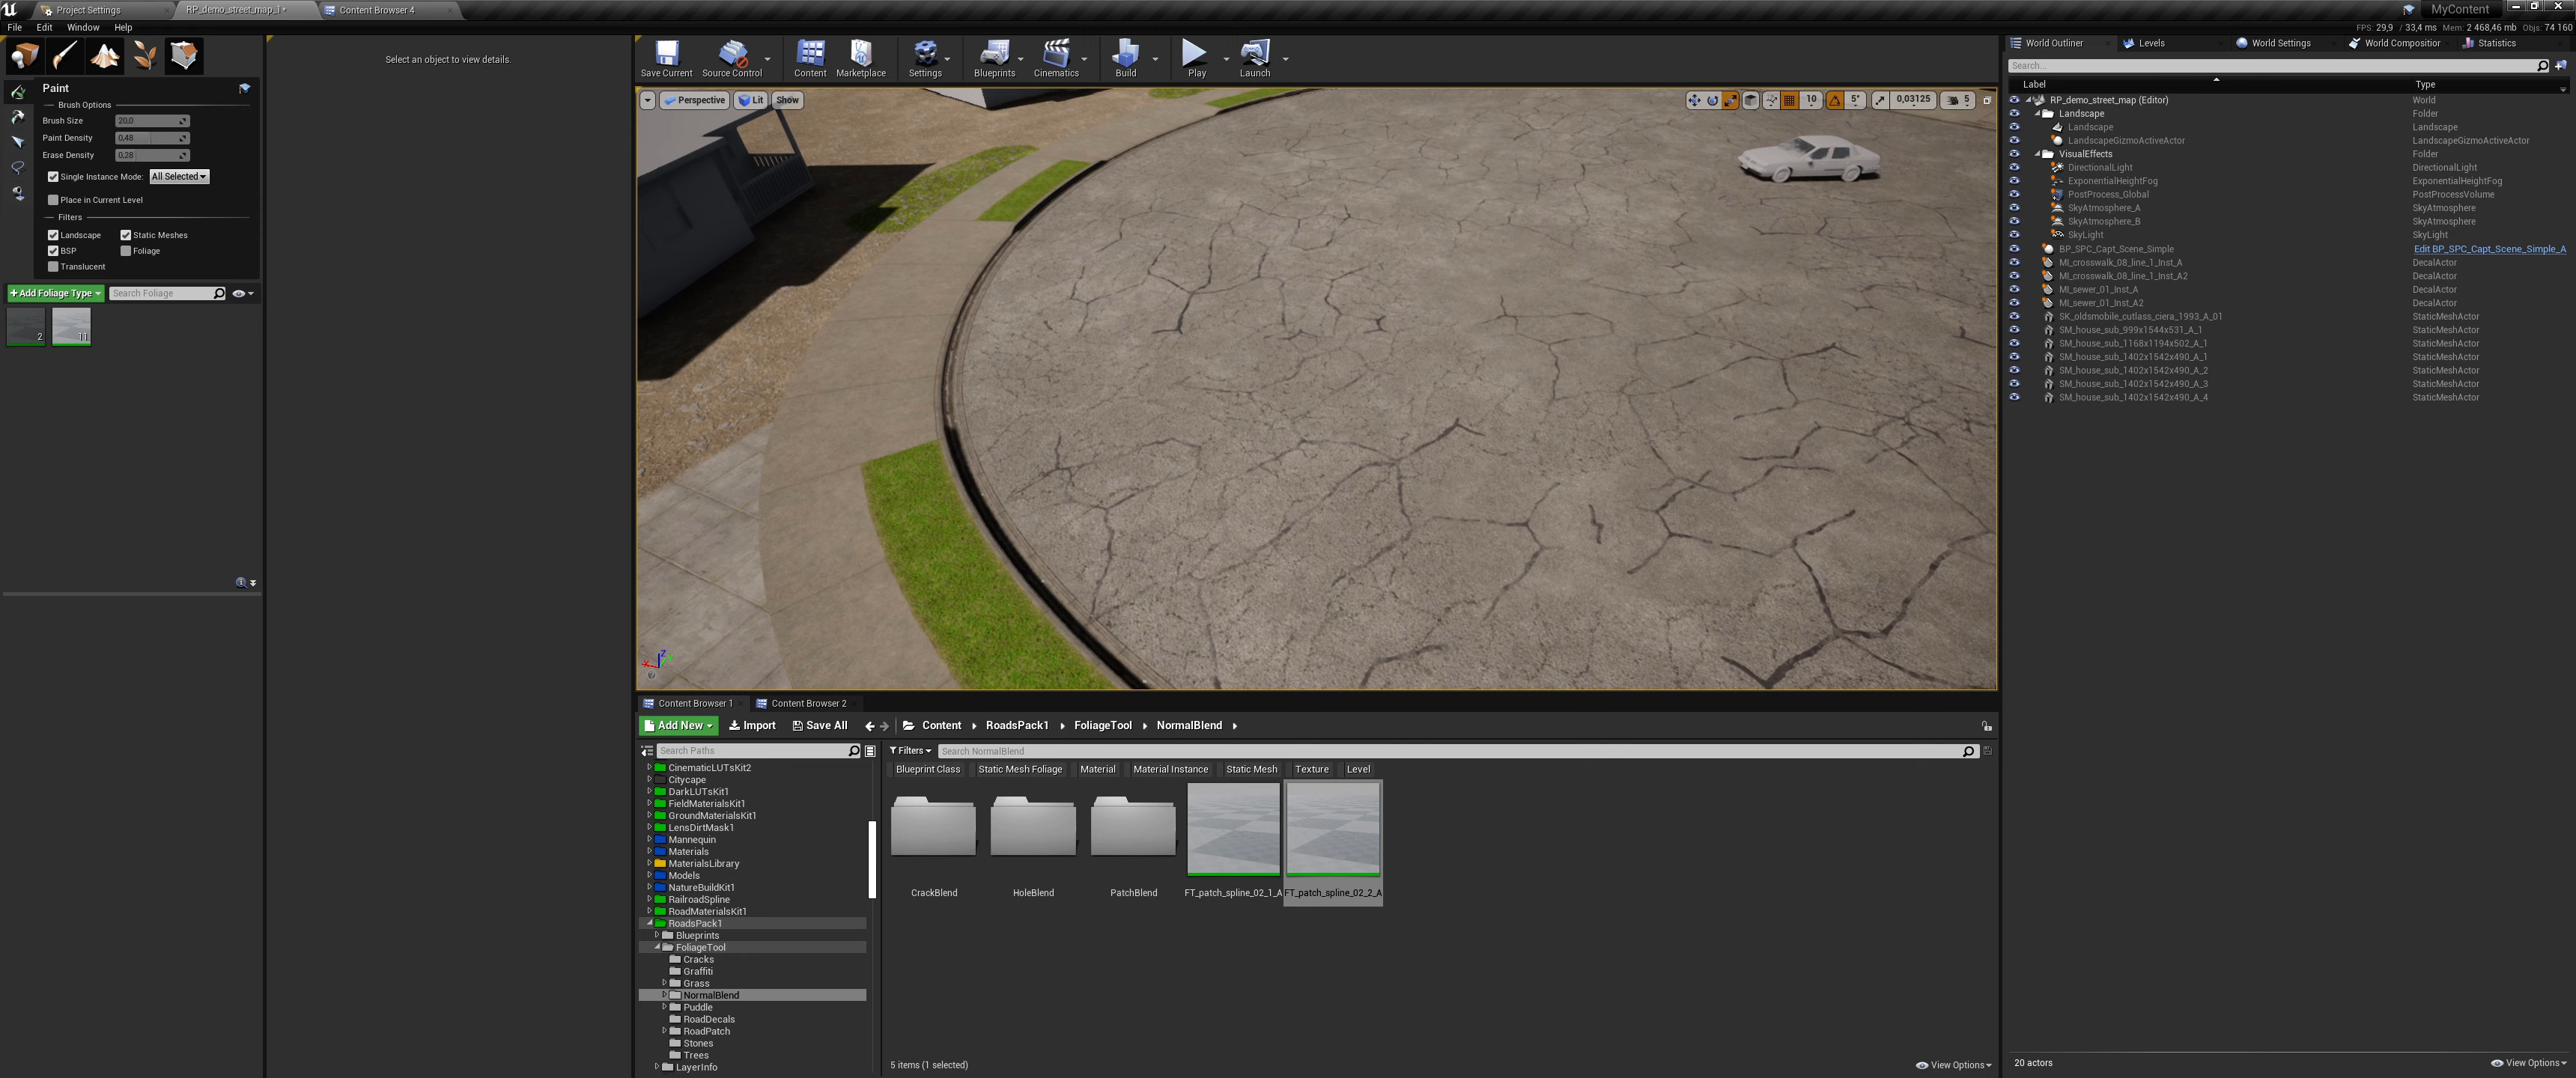 Project Settings
RP_demo_street_map_1*
Content Browser 4
MyContent
File Edit Window Help
FPS: 29,9 / 33,4 ms Mem: 2 468,46 mb Objs: 74 160
Paint
Brush Options
Brush Size 20,0
Paint Density 0,48
Erase Density 0,28
Single Instance Mode: All Selected
Place in Current Level
Filters
Landscape Static Meshes
BSP Foliage
Translucent
+Add Foliage Type Search Foliage
2 11
Select an object to view details.
Save Current Source Control Content Marketplace Settings Blueprints Cinematics Build Play Launch
Perspective Lit Show
10 5° 0,03125 5
X Z
Content Browser 1 Content Browser 2
Add New Import Save All Content RoadsPack1 FoliageTool NormalBlend
Search Paths
CinematicLUTsKit2
Citycape
DarkLUTsKit1
FieldMaterialsKit1
GroundMaterialsKit1
LensDirtMask1
Mannequin
Materials
MaterialsLibrary
Models
NatureBuildKit1
RailroadSpline
RoadMaterialsKit1
RoadsPack1
Blueprints
FoliageTool
Cracks
Graffiti
Grass
NormalBlend
Puddle
RoadDecals
RoadPatch
Stones
Trees
LayerInfo
Filters Search NormalBlend
Blueprint Class Static Mesh Foliage Material Material Instance Static Mesh Texture Level
CrackBlend HoleBlend PatchBlend FT_patch_spline_02_1_A FT_patch_spline_02_2_A
5 items (1 selected) View Options
World Outliner Levels World Settings World Compositior Statistics
Search...
Label Type
RP_demo_street_map (Editor) World
Landscape Folder
Landscape Landscape
LandscapeGizmoActiveActor LandscapeGizmoActiveActor
VisualEffects Folder
DirectionalLight DirectionalLight
ExponentialHeightFog ExponentialHeightFog
PostProcess_Global PostProcessVolume
SkyAtmosphere_A SkyAtmosphere
SkyAtmosphere_B SkyAtmosphere
SkyLight SkyLight
BP_SPC_Capt_Scene_Simple Edit BP_SPC_Capt_Scene_Simple_A
MI_crosswalk_08_line_1_Inst_A DecalActor
MI_crosswalk_08_line_1_Inst_A2 DecalActor
MI_sewer_01_Inst_A DecalActor
MI_sewer_01_Inst_A2 DecalActor
SK_oldsmobile_cutlass_ciera_1993_A_01 StaticMeshActor
SM_house_sub_999x1544x531_A_1 StaticMeshActor
SM_house_sub_1168x1194x502_A_1 StaticMeshActor
SM_house_sub_1402x1542x490_A_1 StaticMeshActor
SM_house_sub_1402x1542x490_A_2 StaticMeshActor
SM_house_sub_1402x1542x490_A_3 StaticMeshActor
SM_house_sub_1402x1542x490_A_4 StaticMeshActor
20 actors View Options